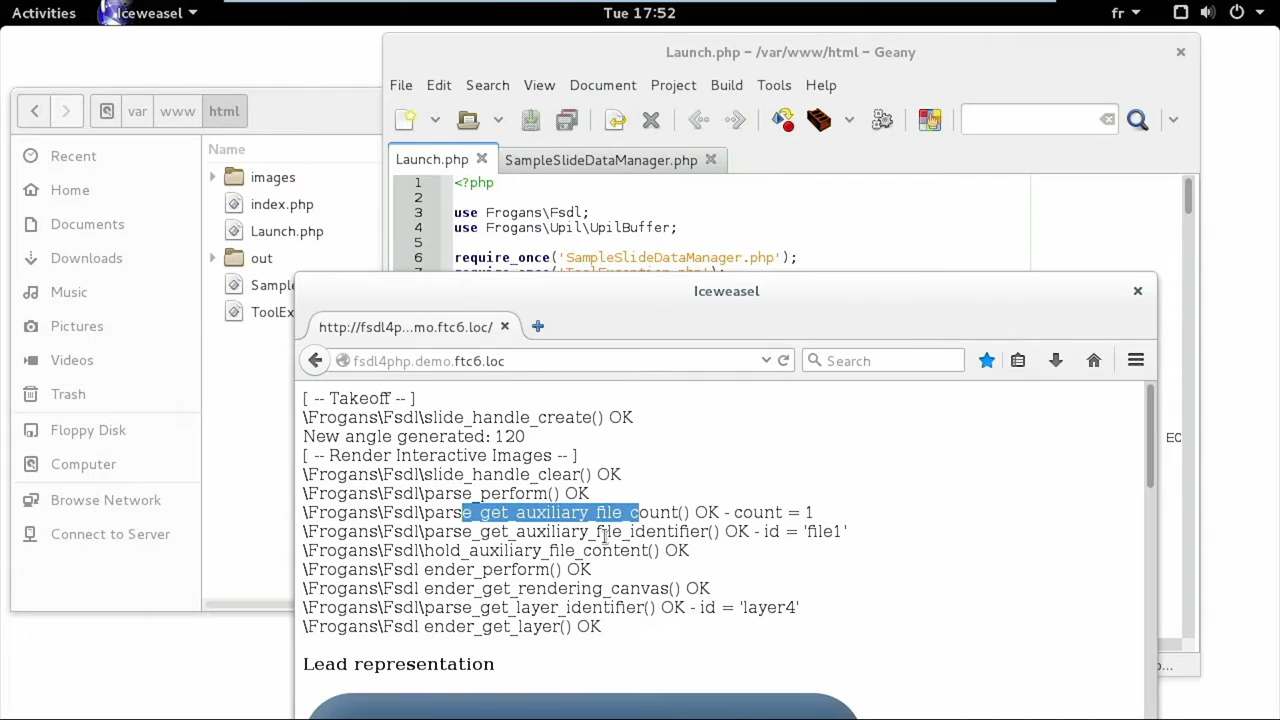 Activities
Iceweasel
Tue 17:52
fr
Launch.php – /var/www/html – Geany
File Edit Search View Document Project Tools Build Help
var www html
Recent
Home
Documents
Downloads
Music
Pictures
Videos
Trash
Floppy Disk
Computer
Browse Network
Connect to Server
Name
images
index.php
Launch.php
out
Sample
ToolEx
Launch.php
SampleSlideDataManager.php
1 <?php
2
3 use Frogans\Fsdl;
4 use Frogans\Upil\UpilBuffer;
5
6 require_once('SampleSlideDataManager.php');
7 require_once('ToolException.php');
EC
Iceweasel
http://fsdl4p...mo.ftc6.loc/
fsdl4php.demo.ftc6.loc
Search
[ -- Takeoff -- ]
\Frogans\Fsdl\slide_handle_create() OK
New angle generated: 120
[ -- Render Interactive Images -- ]
\Frogans\Fsdl\slide_handle_clear() OK
\Frogans\Fsdl\parse_perform() OK
\Frogans\Fsdl\parse_get_auxiliary_file_count() OK - count = 1
\Frogans\Fsdl\parse_get_auxiliary_file_identifier() OK - id = 'file1'
\Frogans\Fsdl\hold_auxiliary_file_content() OK
\Frogans\Fsdl ender_perform() OK
\Frogans\Fsdl ender_get_rendering_canvas() OK
\Frogans\Fsdl\parse_get_layer_identifier() OK - id = 'layer4'
\Frogans\Fsdl ender_get_layer() OK
Lead representation